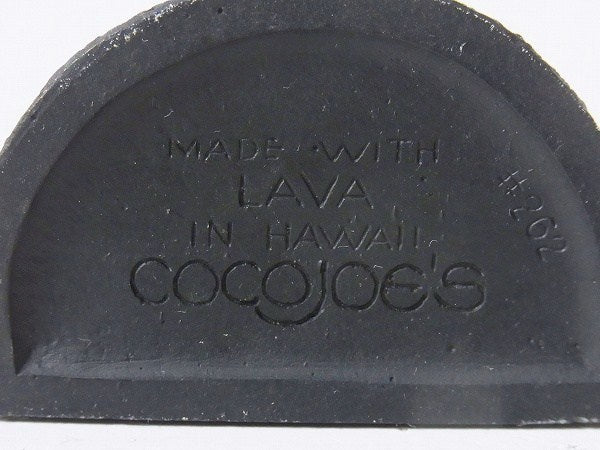 MADE WITH
LAVA
IN HAWAII
COCOJOE'S
#262